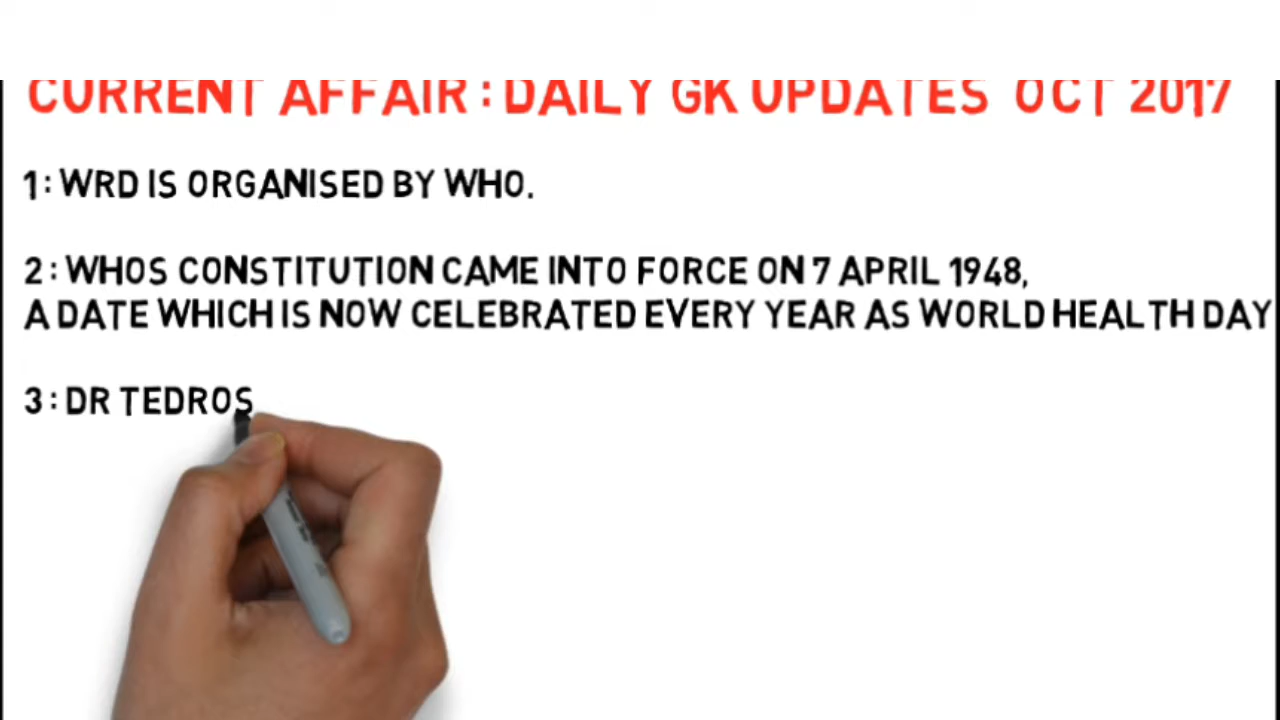 CURRENT AFFAIR : DAILY GK UPDATES OCT 2017
1 : WRD IS ORGANISED BY WHO.
2 : WHOS CONSTITUTION CAME INTO FORCE ON 7 APRIL 1948,
A DATE WHICH IS NOW CELEBRATED EVERY YEAR AS WORLD HEALTH DAY
3 : DR TEDROS